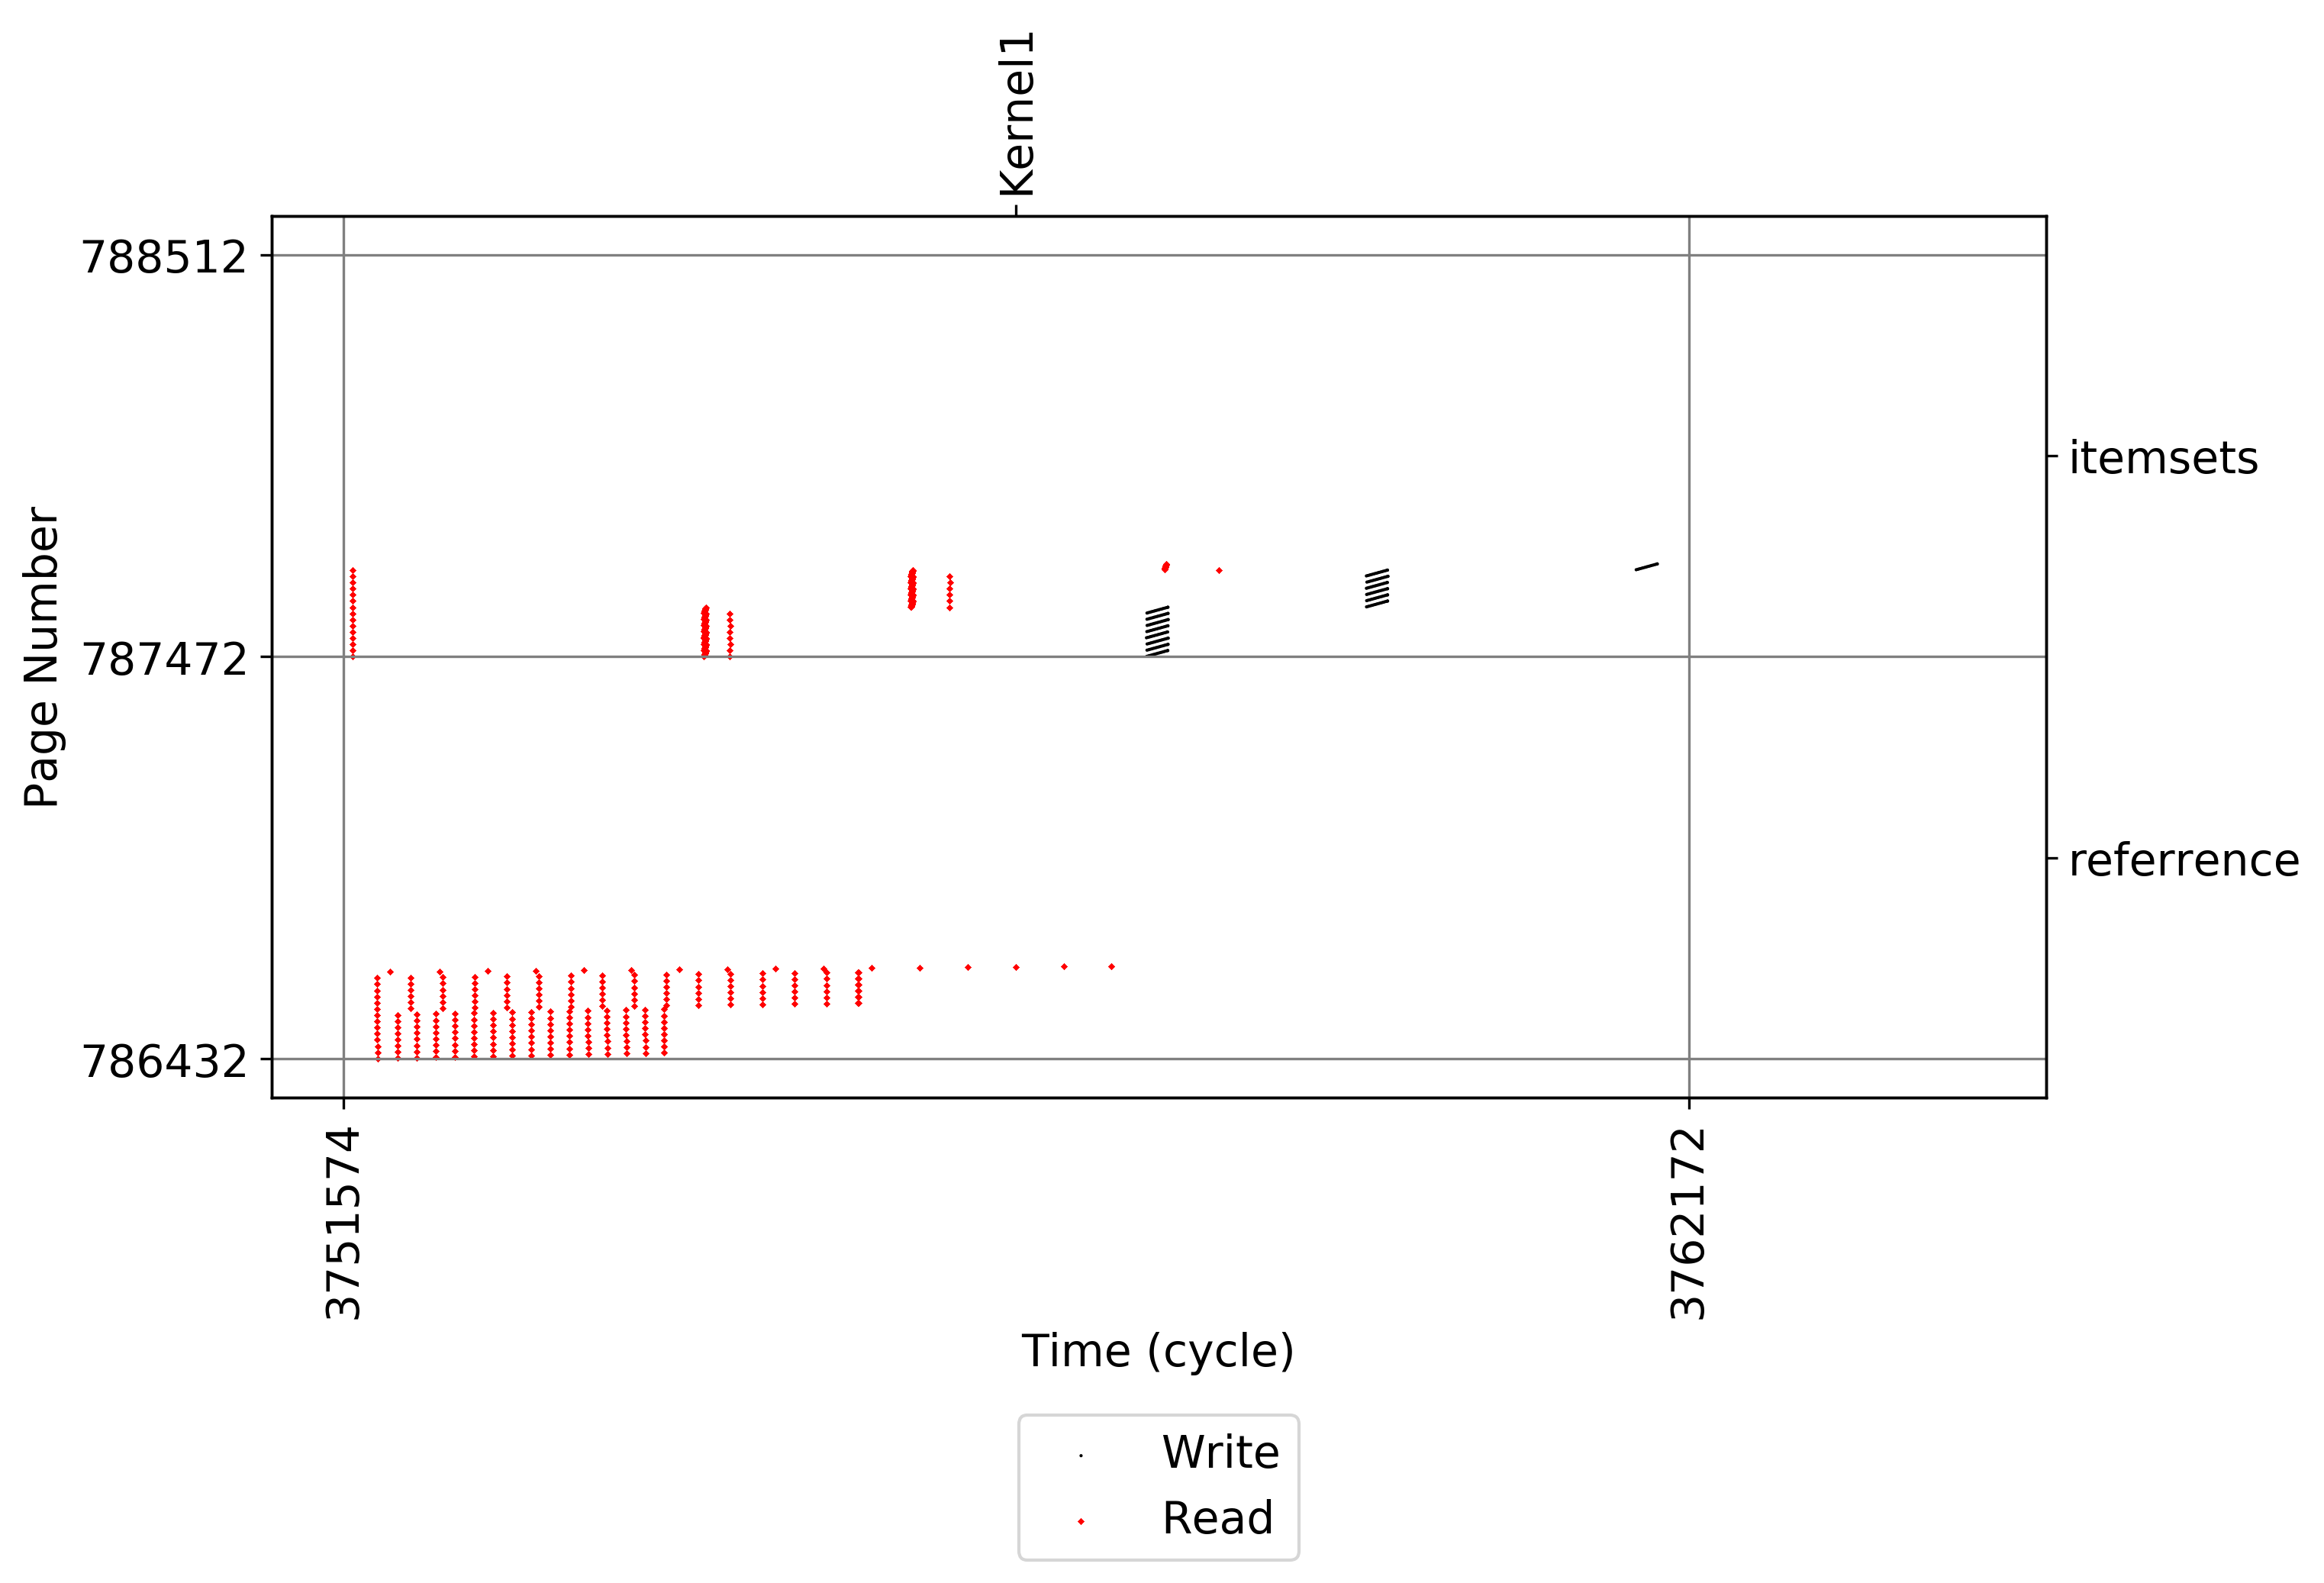 Kernel1
788512
itemsets
787472
Page Number
referrence
786432
3751574
3762172
Time (cycle)
Write
Read